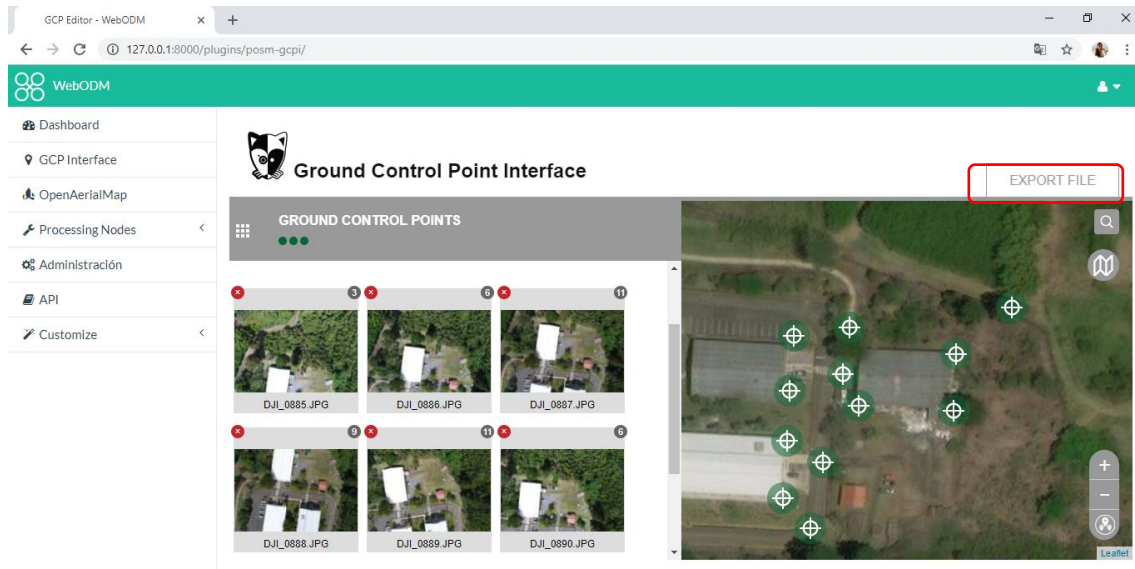 GCP Editor - WebODM
127.0.0.1:8000/plugins/posm-gcpi/
WebODM
Dashboard
GCP Interface
OpenAerialMap
Processing Nodes
Administración
API
Customize
Ground Control Point Interface
EXPORT FILE
GROUND CONTROL POINTS
3 6 11
DJI_0885.JPG DJI_0886.JPG DJI_0887.JPG
9 11 6
DJI_0888.JPG DJI_0889.JPG DJI_0890.JPG
Leaflet